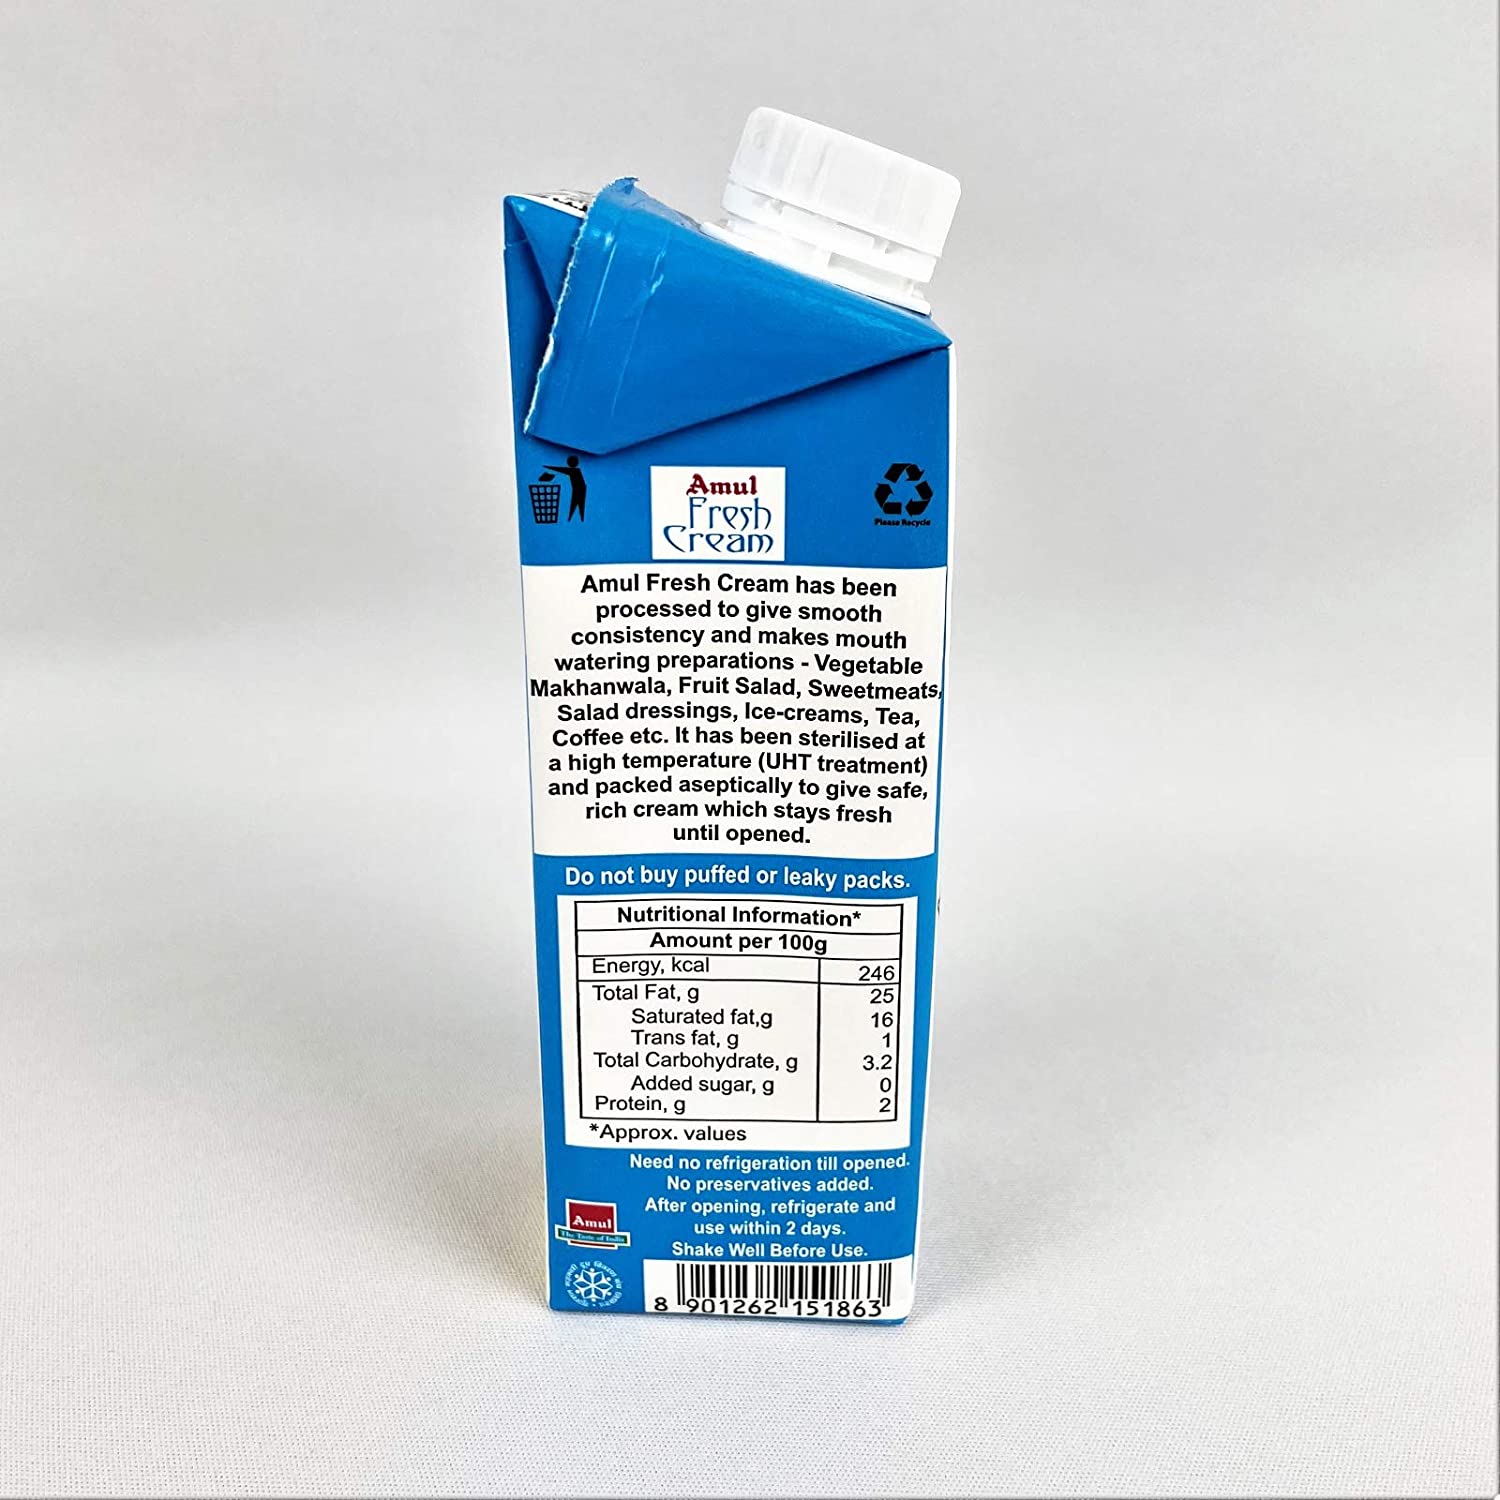 Amul
Fresh
Cream
Please Recycle
Amul Fresh Cream has been
processed to give smooth
consistency and makes mouth
watering preparations - Vegetable
Makhanwala, Fruit Salad, Sweetmeats,
Salad dressings, Ice-creams, Tea,
Coffee etc. It has been sterilised at
a high temperature (UHT treatment)
and packed aseptically to give safe,
rich cream which stays fresh
until opened.
Do not buy puffed or leaky packs.
Nutritional Information*
Amount per 100g
Energy, kcal 246
Total Fat, g 25
Saturated fat,g 16
Trans fat, g 1
Total Carbohydrate, g 3.2
Added sugar, g 0
Protein, g 2
*Approx. values
Need no refrigeration till opened.
No preservatives added.
After opening, refrigerate and
use within 2 days.
Shake Well Before Use.
Amul
The Taste of India
8 901262 151863